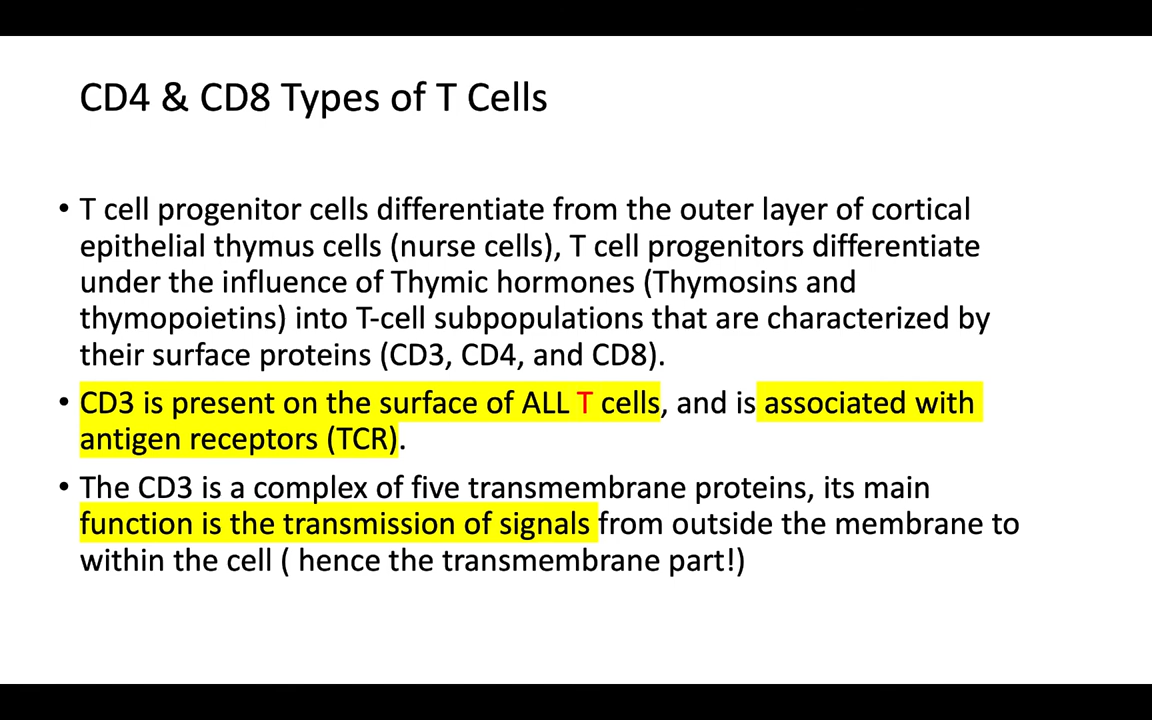 CD4 & CD8 Types of T Cells
• T cell progenitor cells differentiate from the outer layer of cortical
epithelial thymus cells (nurse cells), T cell progenitors differentiate
under the influence of Thymic hormones (Thymosins and
thymopoietins) into T-cell subpopulations that are characterized by
their surface proteins (CD3, CD4, and CD8).
• CD3 is present on the surface of ALL T cells, and is associated with
antigen receptors (TCR).
• The CD3 is a complex of five transmembrane proteins, its main
function is the transmission of signals from outside the membrane to
within the cell ( hence the transmembrane part!)